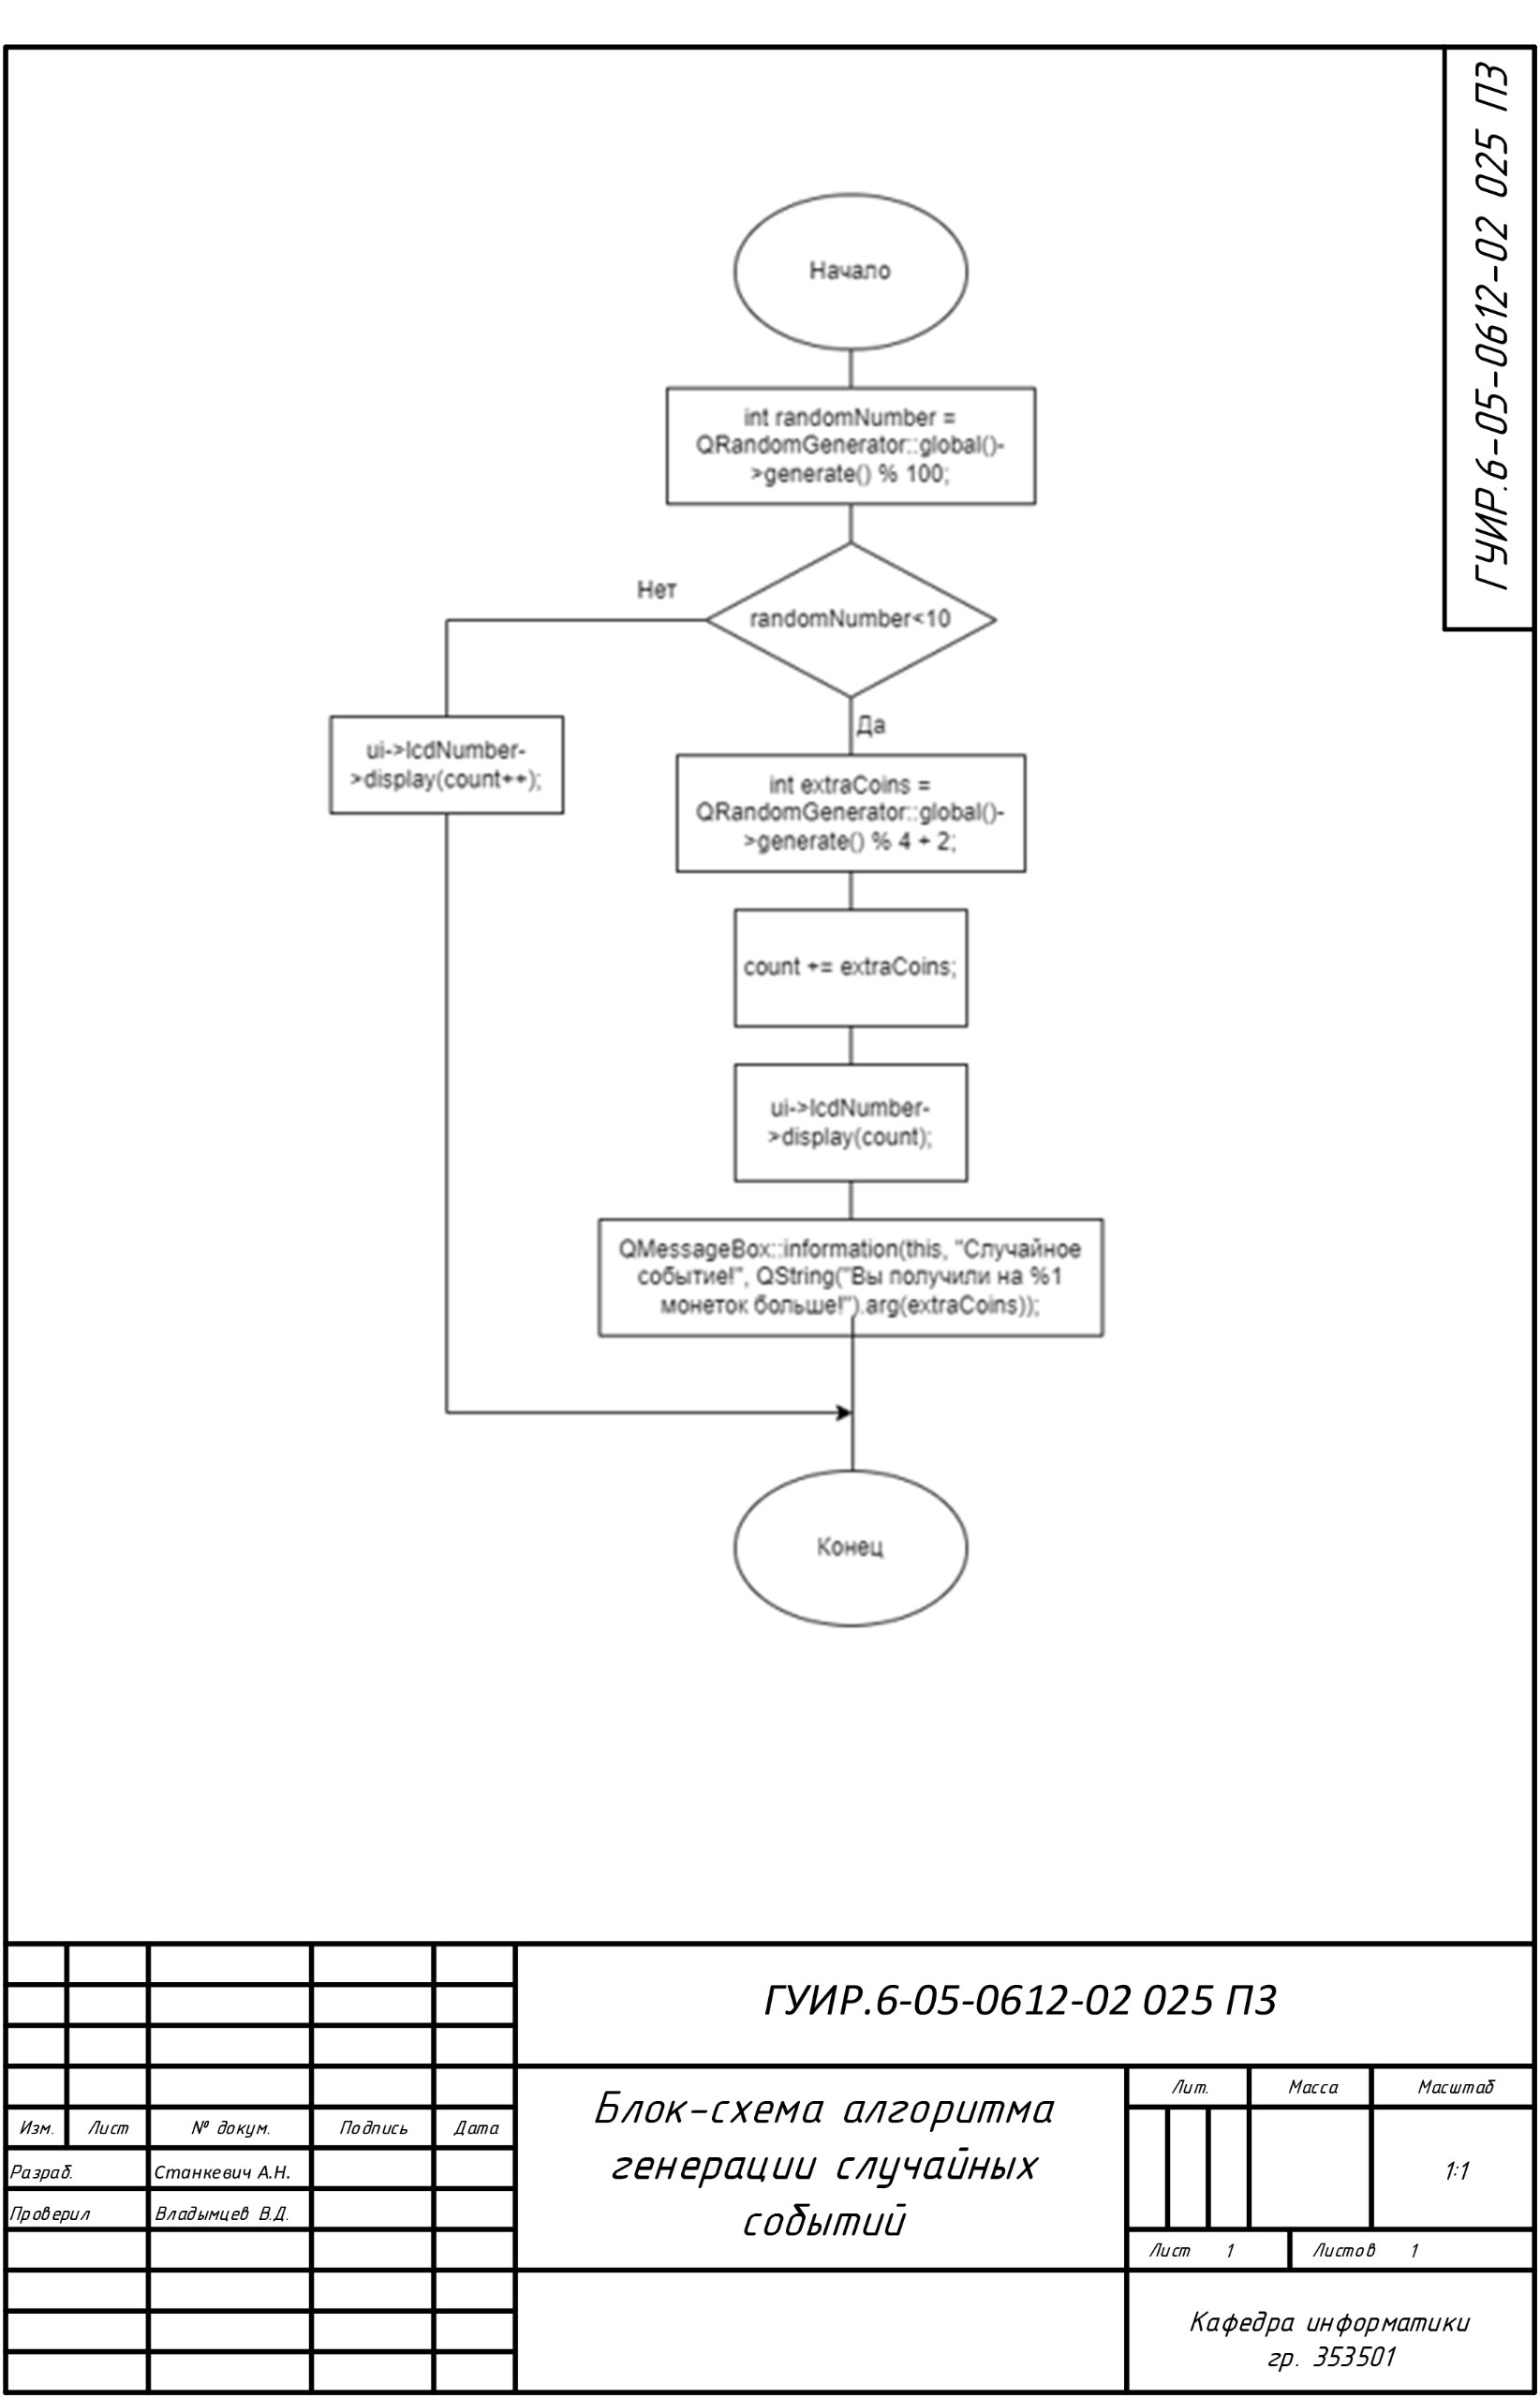 ГУИР.6-05-0612-02 025 ПЗ
Начало
int randomNumber =
QRandomGenerator::global()-
>generate() % 100;
Нет
randomNumber<10
Да
ui->lcdNumber-
>display(count++);
int extraCoins =
QRandomGenerator::global()-
>generate() % 4 + 2;
count += extraCoins;
ui->lcdNumber-
>display(count);
QMessageBox::information(this, "Случайное
событие!", QString("Вы получили на %1
монеток больше!").arg(extraCoins));
Конец
ГУИР.6-05-0612-02 025 ПЗ
Блок-схема алгоритма
генерации случайных
событий
Лит. Масса Масштаб
1:1
Изм. Лист № докум. Подпись Дата
Разраб. Станкевич А.Н.
Проверил Владымцев В.Д.
Лист 1 Листов 1
Кафедра информатики
гр. 353501